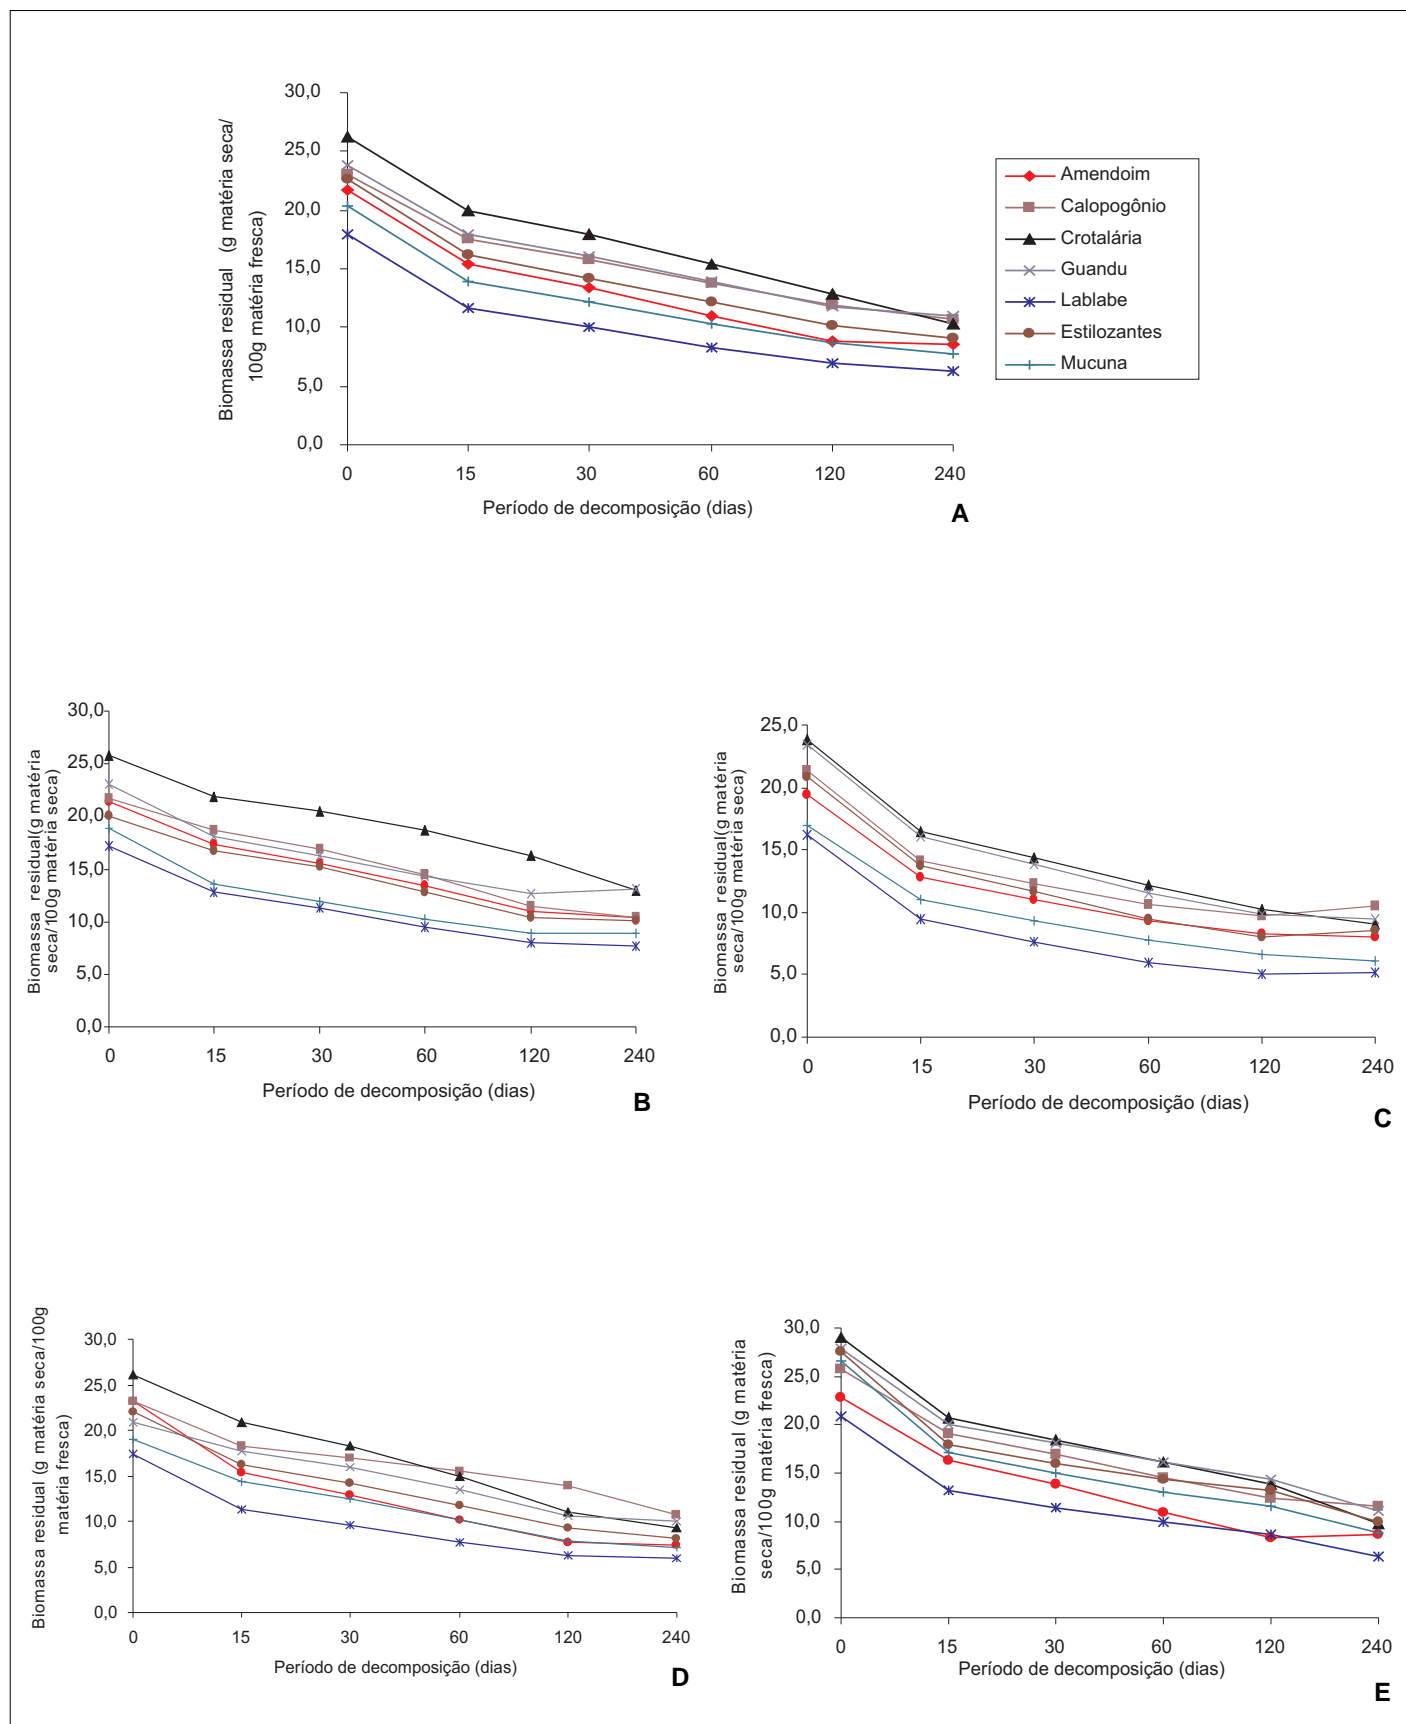 30,0
25,0
20,0
15,0
10,0
5,0
0,0
Biomassa residual (g matéria seca/
100g matéria fresca)
0 15 30 60 120 240
Período de decomposição (dias)
A
Amendoim
Calopogônio
Crotalária
Guandu
Lablabe
Estilozantes
Mucuna
30,0
25,0
20,0
15,0
10,0
5,0
0,0
Biomassa residual(g matéria
seca/100g matéria seca)
0 15 30 60 120 240
Período de decomposição (dias)
B
25,0
20,0
15,0
10,0
5,0
0,0
Biomassa residual(g matéria
seca/100g matéria seca)
0 15 30 60 120 240
Período de decomposição (dias)
C
30,0
25,0
20,0
15,0
10,0
5,0
0,0
Biomassa residual (g matéria seca/100g
matéria fresca)
0 15 30 60 120 240
Período de decomposição (dias)
D
30,0
25,0
20,0
15,0
10,0
5,0
0,0
Biomassa residual (g matéria
seca/100g matéria fresca)
0 15 30 60 120 240
Período de decomposição (dias)
E